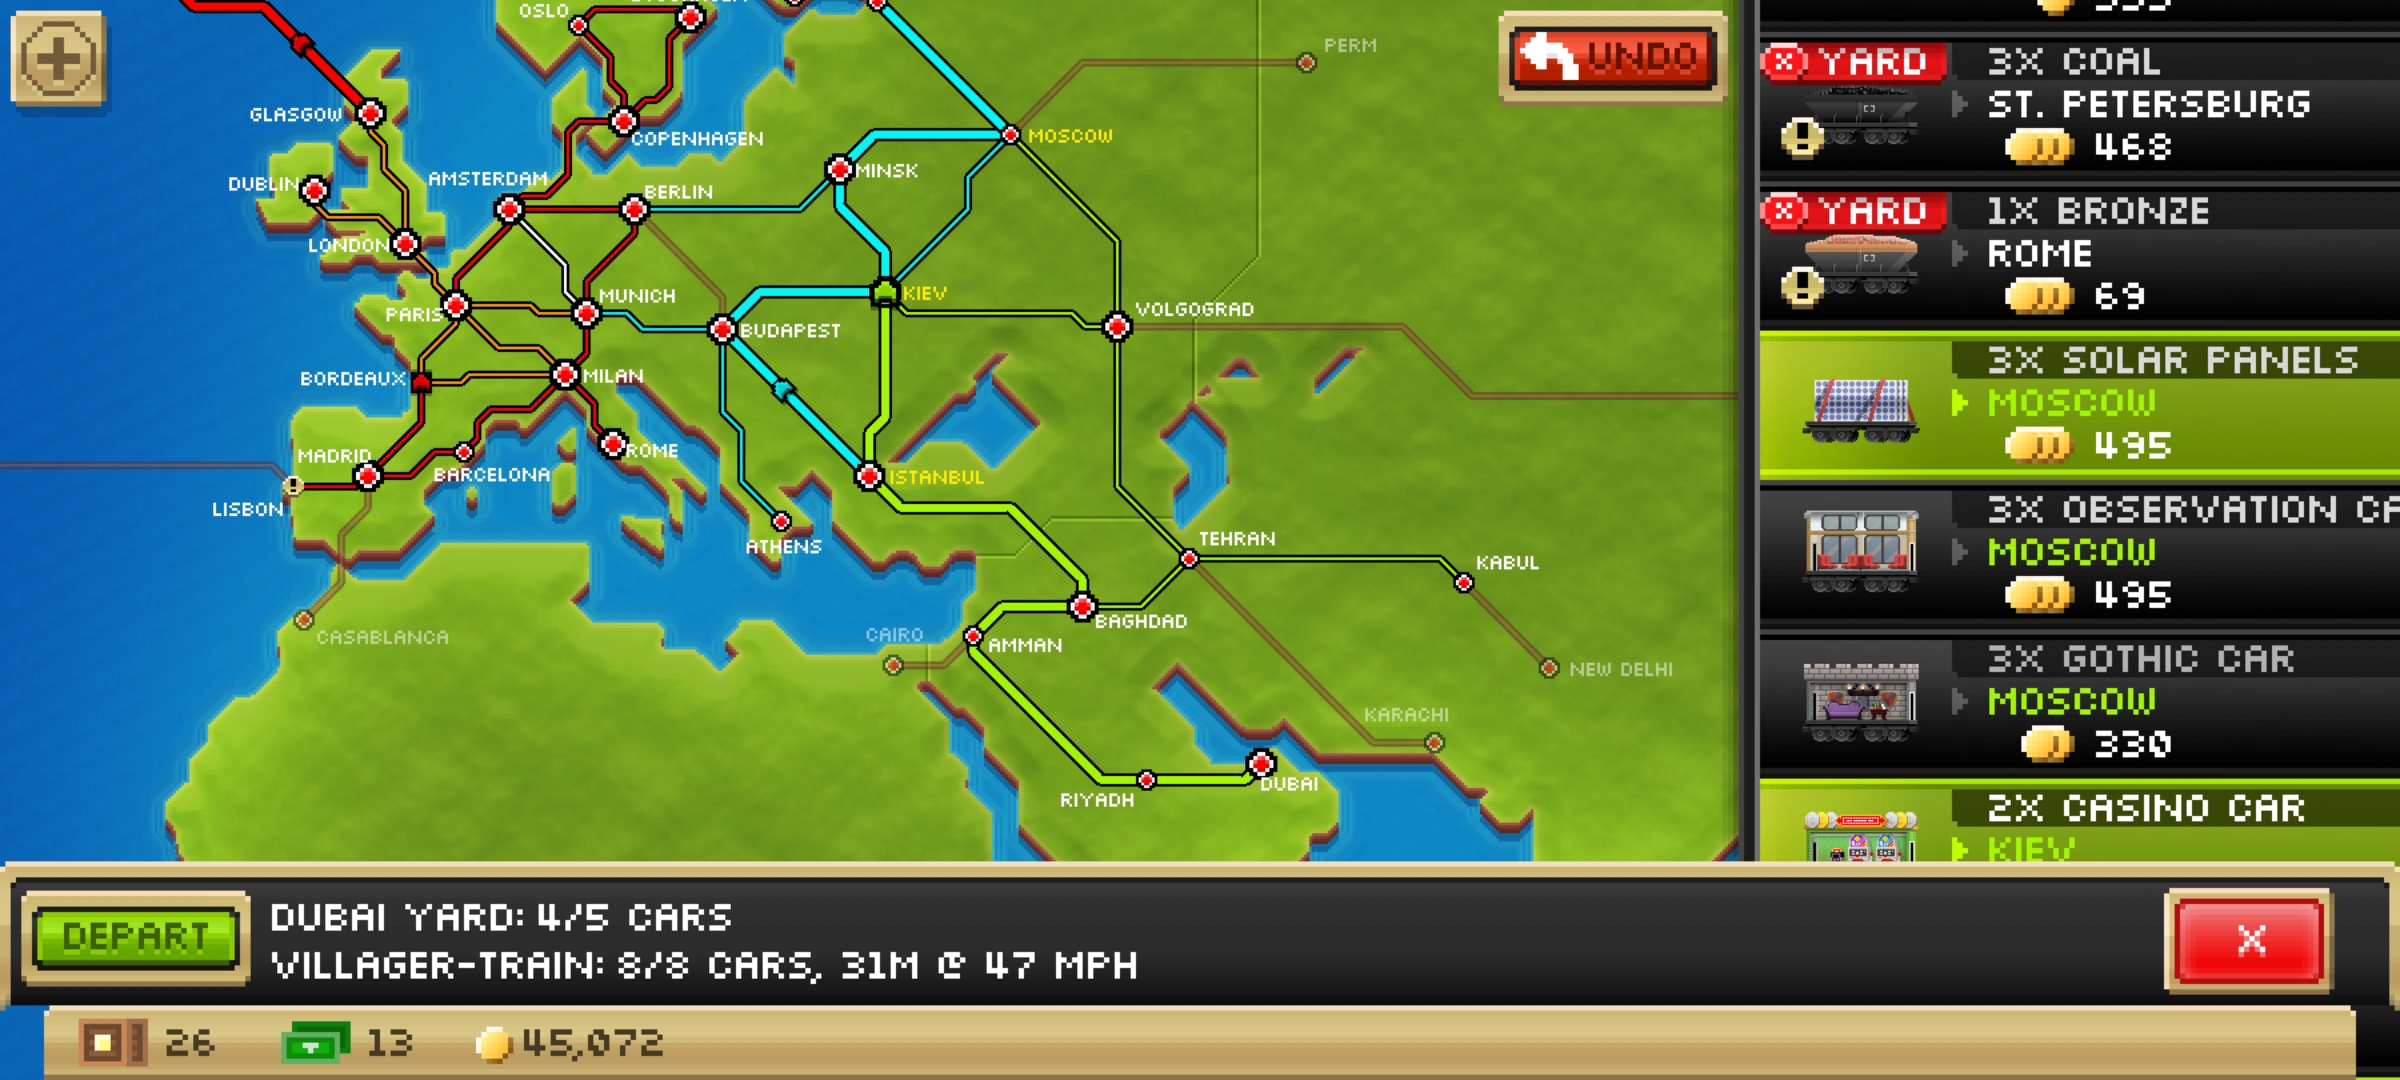 OSLO
PERM
UNDO
GLASGOW
COPENHAGEN
MOSCOW
MINSK
DUBLIN
AMSTERDAM
BERLIN
LONDON
KIEV
MUNICH
PARIS
BUDAPEST
VOLGOGRAD
BORDEAUX
MILAN
MADRID
BARCELONA
ROME
ISTANBUL
LISBON
ATHENS
TEHRAN
KABUL
CASABLANCA
CAIRO
AMMAN
BAGHDAD
NEW DELHI
KARACHI
RIYADH
DUBAI
YARD
3X COAL
ST. PETERSBURG
468
YARD
1X BRONZE
ROME
69
3X SOLAR PANELS
MOSCOW
495
3X OBSERVATION CA
MOSCOW
495
3X GOTHIC CAR
MOSCOW
330
2X CASINO CAR
KIEV
DEPART
DUBAI YARD: 4/5 CARS
VILLAGER-TRAIN: 8/8 CARS, 31M @ 47 MPH
X
26
13
45,072